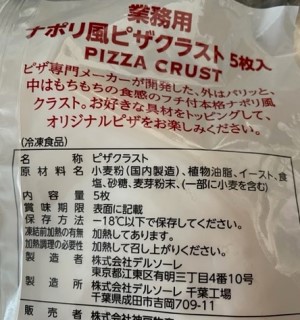 業務用
ナポリ風ピザクラスト 5枚入
PIZZA CRUST
ピザ専門メーカーが開発した、外はパリッと、
中はもちもちの食感のフチ付本格ナポリ風
クラスト。お好きな具材をトッピングして、
オリジナルピザをお楽しみください。
(冷凍食品)
名称 ピザクラスト
原材料名 小麦粉(国内製造)、植物油脂、イースト、食
塩、砂糖、麦芽粉末、(一部に小麦を含む)
内容量 5枚
賞味期限 表面に記載
保存方法 −18℃以下で保存してください。
凍結前加熱の有無 加熱してあります。
加熱調理の必要性 加熱して召し上がりください。
製造者 株式会社デルソーレ
東京都江東区有明三丁目4番10号
製造所 株式会社デルソーレ 千葉工場
千葉県成田市吉岡709-11
販売者 株式会社神戸物産